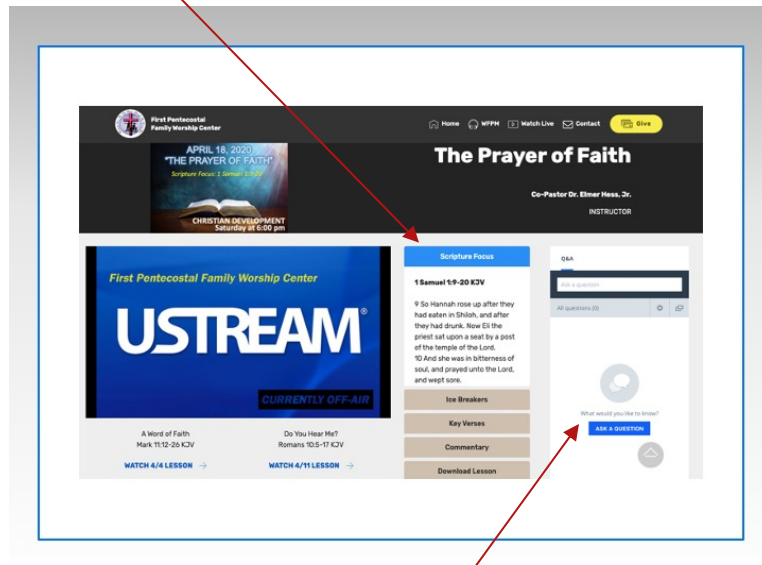 First Pentecostal
Family Worship Center
Home
WFPM
Watch Live
Contact
Give
APRIL 18, 2020
"THE PRAYER OF FAITH"
Scripture Focus: 1 Samuel 1:9-20
CHRISTIAN DEVELOPMENT
Saturday at 6:00 pm
The Prayer of Faith
Co-Pastor Dr. Elmer Hess, Jr.
INSTRUCTOR
First Pentecostal Family Worship Center
USTREAM®
CURRENTLY OFF-AIR
A Word of Faith
Mark 11:12-26 KJV
WATCH 4/4 LESSON →
Do You Hear Me?
Romans 10:5-17 KJV
WATCH 4/11 LESSON →
Scripture Focus
1 Samuel 1:9-20 KJV
9 So Hannah rose up after they
had eaten in Shiloh, and after
they had drunk. Now Eli the
priest sat upon a seat by a post
of the temple of the Lord.
10 And she was in bitterness of
soul, and prayed unto the Lord,
and wept sore.
Ice Breakers
Key Verses
Commentary
Download Lesson
Q&A
Ask a question
All questions (0)
What would you like to know?
ASK A QUESTION